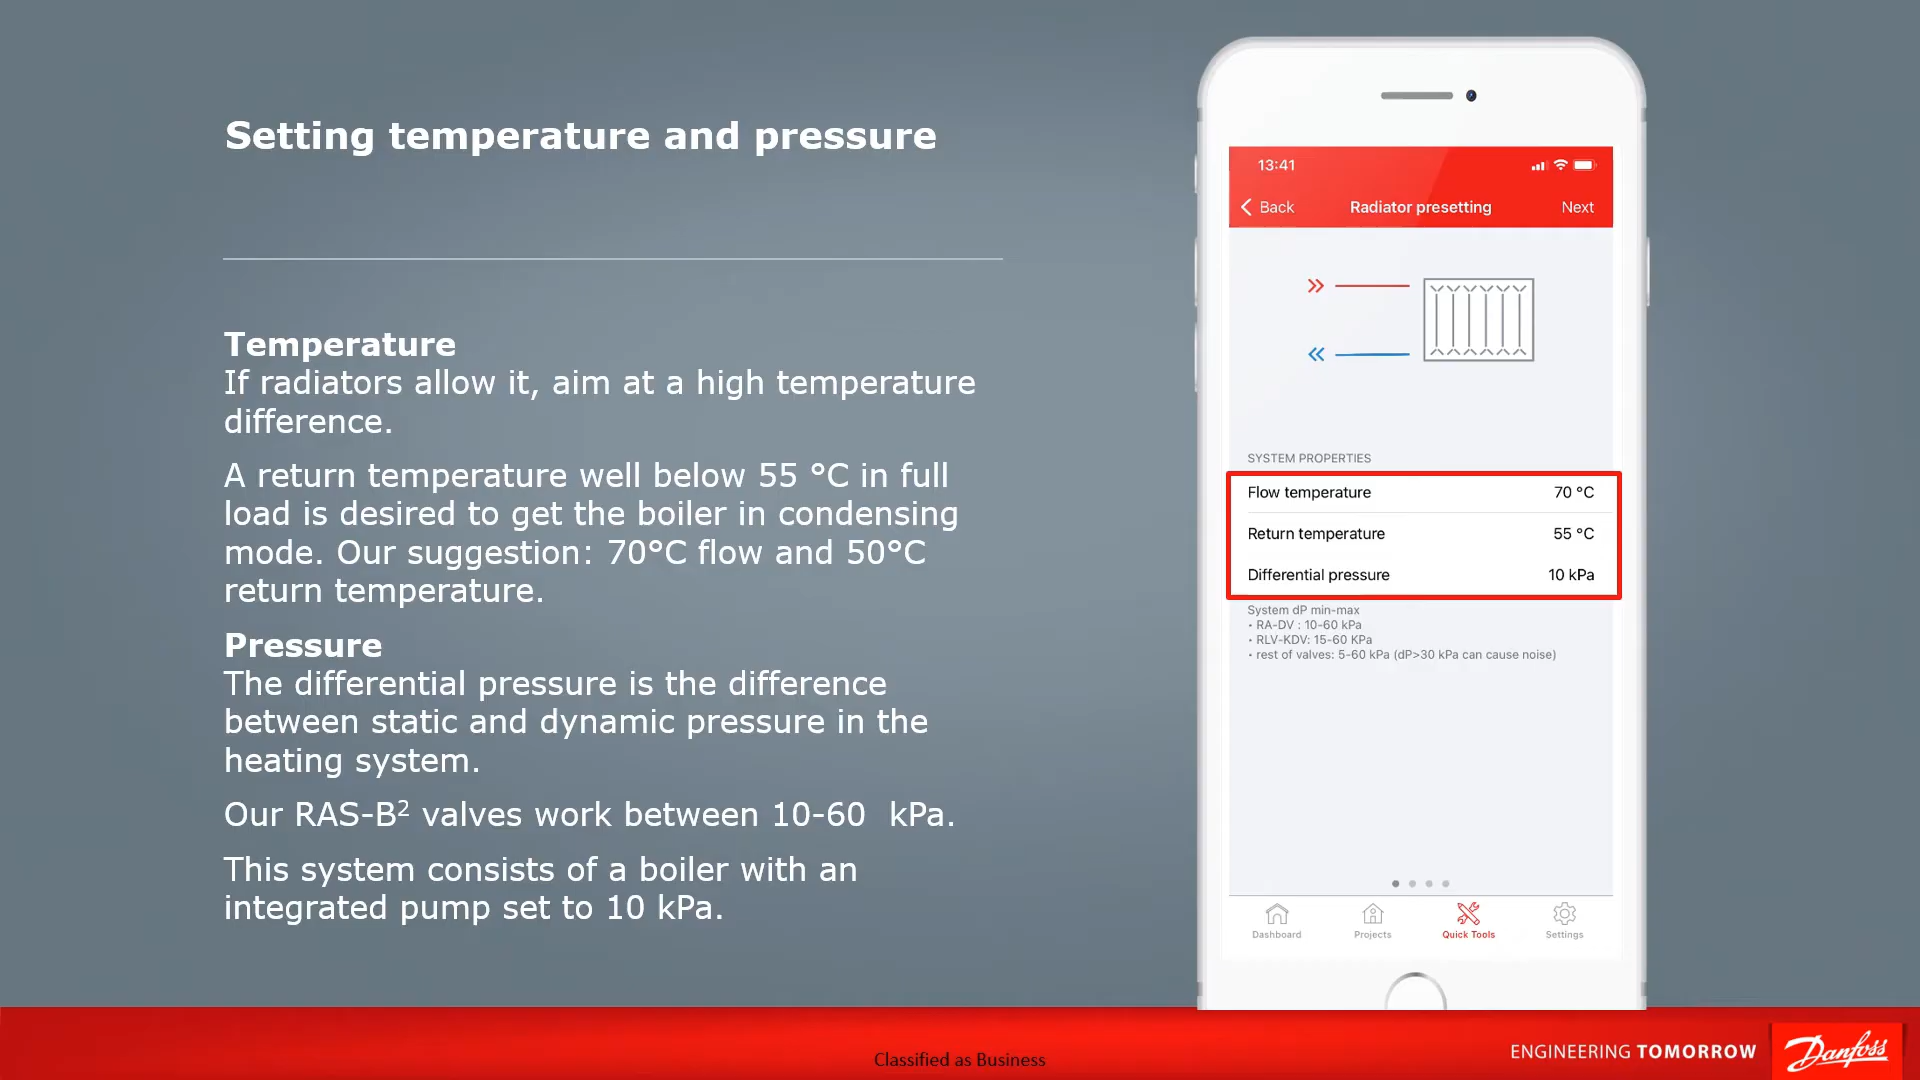 Setting temperature and pressure
Temperature
If radiators allow it, aim at a high temperature
difference.
A return temperature well below 55 °C in full
load is desired to get the boiler in condensing
mode. Our suggestion: 70°C flow and 50°C
return temperature.
Pressure
The differential pressure is the difference
between static and dynamic pressure in the
heating system.
Our RAS-B² valves work between 10-60  kPa.
This system consists of a boiler with an
integrated pump set to 10 kPa.
13:41
Back Radiator presetting Next
SYSTEM PROPERTIES
Flow temperature 70 °C
Return temperature 55 °C
Differential pressure 10 kPa
System dP min-max
• RA-DV : 10-60 kPa
• RLV-KDV: 15-60 KPa
• rest of valves: 5-60 kPa (dP>30 kPa can cause noise)
Dashboard Projects Quick Tools Settings
Classified as Business
ENGINEERING TOMORROW
Danfoss